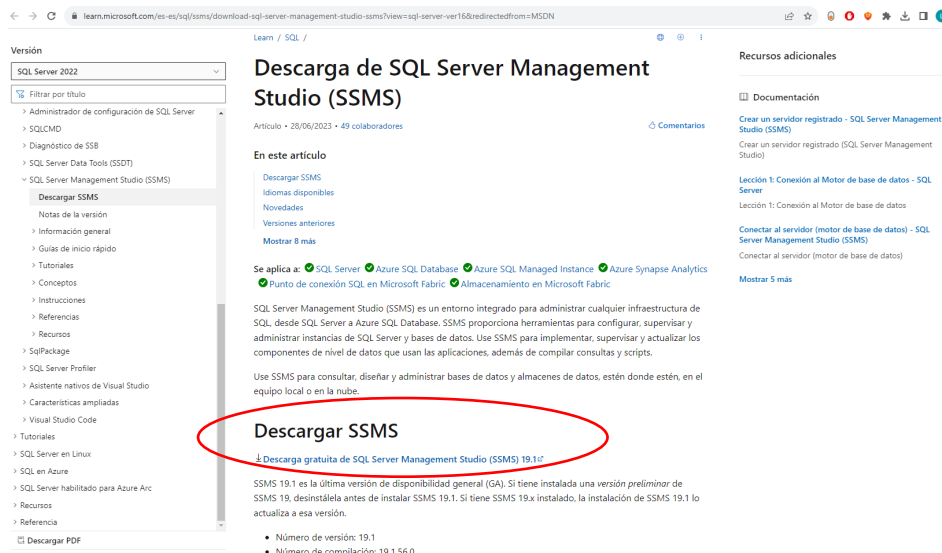 learn.microsoft.com/es-es/sql/ssms/download-sql-server-management-studio-ssms?view=sql-server-ver16&redirectedfrom=MSDN
Versión
SQL Server 2022
Filtrar por título
Administrador de configuración de SQL Server
SQLCMD
Diagnóstico de SSB
SQL Server Data Tools (SSDT)
SQL Server Management Studio (SSMS)
Descargar SSMS
Notas de la versión
Información general
Guías de inicio rápido
Tutoriales
Conceptos
Instrucciones
Referencias
Recursos
SqlPackage
SQL Server Profiler
Asistente nativos de Visual Studio
Características ampliadas
Visual Studio Code
Tutoriales
SQL Server en Linux
SQL en Azure
SQL Server habilitado para Azure Arc
Recursos
Referencia
Descargar PDF
Learn / SQL /
Descarga de SQL Server Management
Studio (SSMS)
Artículo • 28/06/2023 • 49 colaboradores
Comentarios
En este artículo
Descargar SSMS
Idiomas disponibles
Novedades
Versiones anteriores
Mostrar 8 más
Se aplica a: SQL Server Azure SQL Database Azure SQL Managed Instance Azure Synapse Analytics
Punto de conexión SQL en Microsoft Fabric Almacenamiento en Microsoft Fabric
SQL Server Management Studio (SSMS) es un entorno integrado para administrar cualquier infraestructura de
SQL, desde SQL Server a Azure SQL Database. SSMS proporciona herramientas para configurar, supervisar y
administrar instancias de SQL Server y bases de datos. Use SSMS para implementar, supervisar y actualizar los
componentes de nivel de datos que usan las aplicaciones, además de compilar consultas y scripts.
Use SSMS para consultar, diseñar y administrar bases de datos y almacenes de datos, estén donde estén, en el
equipo local o en la nube.
Descargar SSMS
Descarga gratuita de SQL Server Management Studio (SSMS) 19.1
SSMS 19.1 es la última versión de disponibilidad general (GA). Si tiene instalada una versión preliminar de
SSMS 19, desinstálela antes de instalar SSMS 19.1. Si tiene SSMS 19.x instalado, la instalación de SSMS 19.1 lo
actualiza a esa versión.
• Número de versión: 19.1
• Número de compilación: 19.1.56.0
Recursos adicionales
Documentación
Crear un servidor registrado - SQL Server Management
Studio (SSMS)
Crear un servidor registrado (SQL Server Management
Studio)
Lección 1: Conexión al Motor de base de datos - SQL
Server
Lección 1: Conexión al Motor de base de datos
Conectar al servidor (motor de base de datos) - SQL
Server Management Studio (SSMS)
Conectar al servidor (motor de base de datos)
Mostrar 5 más